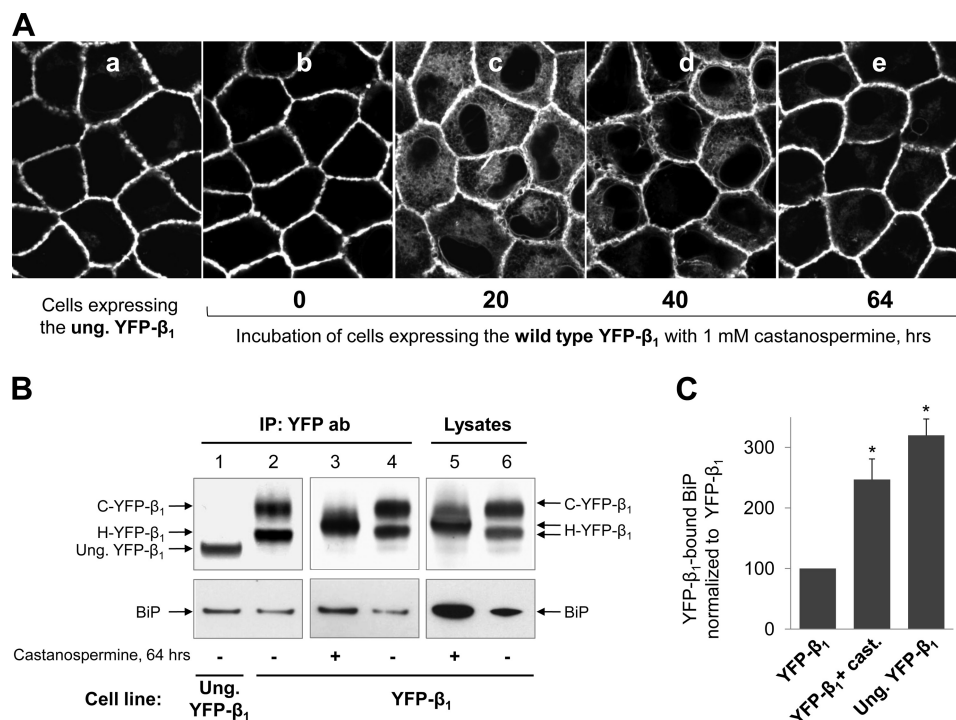 A
a b c d e
Cells expressing
the ung. YFP-β₁
0 20 40 64
Incubation of cells expressing the wild type YFP-β₁ with 1 mM castanospermine, hrs
B
IP: YFP ab Lysates
1 2 3 4 5 6
C-YFP-β₁
H-YFP-β₁
Ung. YFP-β₁
C-YFP-β₁
H-YFP-β₁
BiP BiP
Castanospermine, 64 hrs - - + - + -
Cell line: Ung. YFP-β₁
YFP-β₁
C
YFP-β₁-bound BiP
normalized to YFP-β₁
300
200
100
0
* *
YFP-β₁
YFP-β₁ + cast.
Ung. YFP-β₁